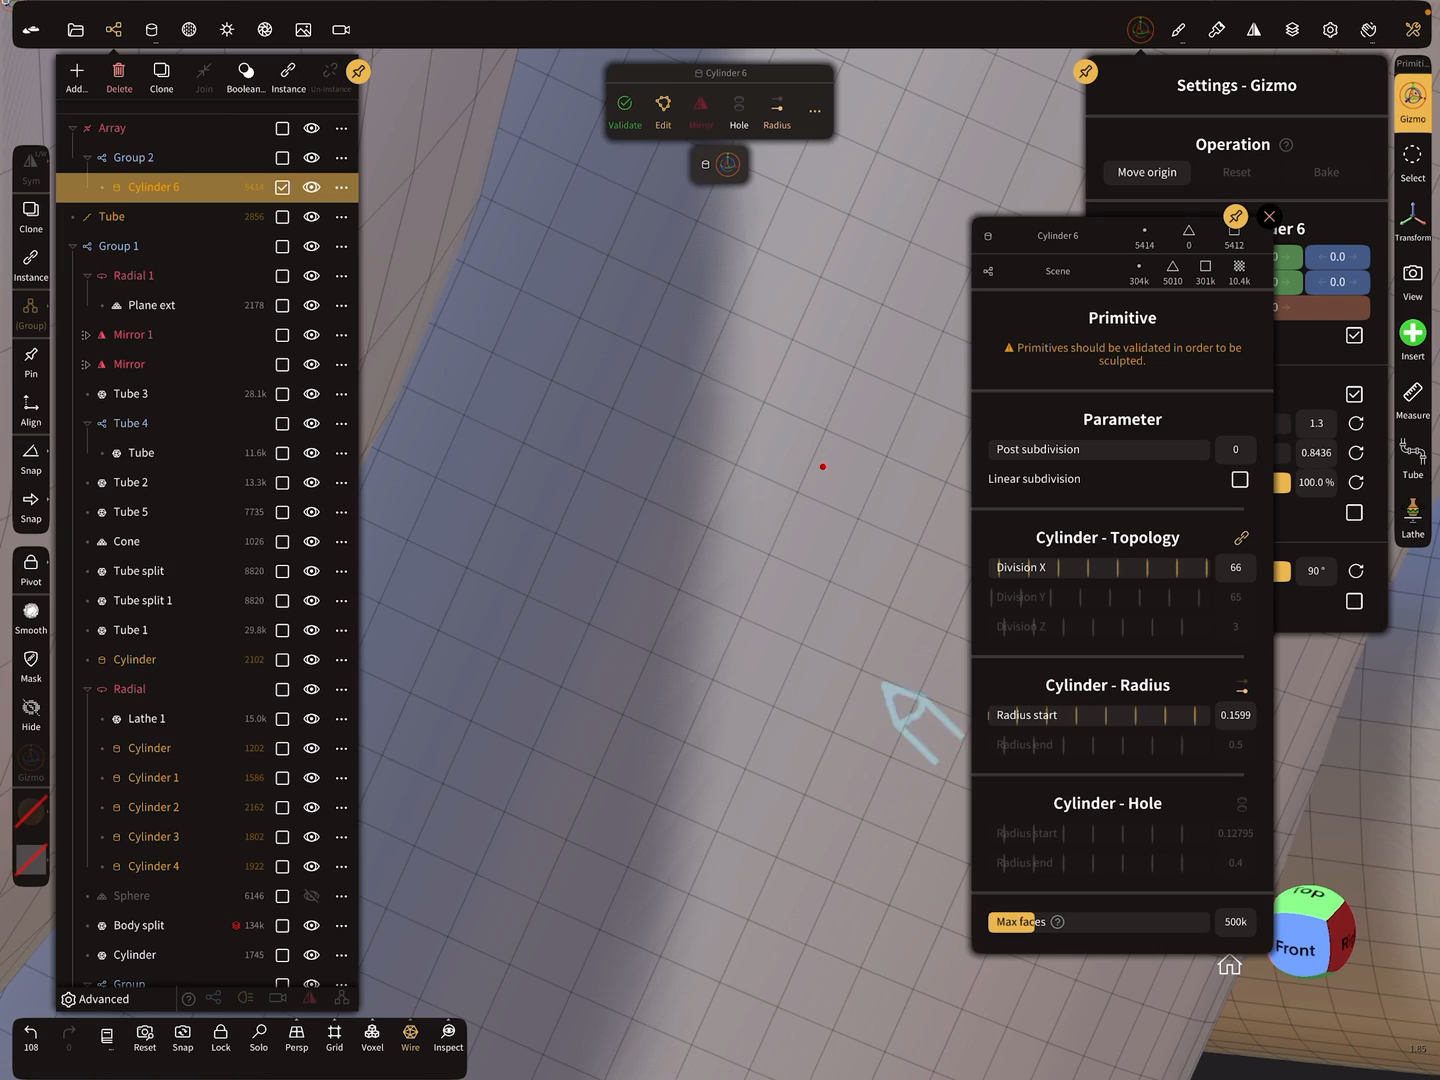 Cylinder 6
Validate
Edit
Mirror
Hole
Radius
...
Add...
Delete
Clone
Join
Boolean...
Instance
Un-instance
Array
Group 2
Cylinder 6 5414
Tube 2856
Group 1
Radial 1
Plane ext 2178
Mirror 1
Mirror
Tube 3 28.1k
Tube 4
Tube 11.6k
Tube 2 13.3k
Tube 5 7735
Cone 1026
Tube split 8820
Tube split 1 8820
Tube 1 29.8k
Cylinder 2102
Radial
Lathe 1 15.0k
Cylinder 1202
Cylinder 1 1586
Cylinder 2 2162
Cylinder 3 1802
Cylinder 4 1922
Sphere 6146
Body split 134k
Cylinder 1745
Group
Advanced
Sym
Clone
Instance
(Group)
Pin
Align
Snap
Snap
Pivot
Smooth
Mask
Hide
Gizmo
108
0
...
Reset
Snap
Lock
Solo
Persp
Grid
Voxel
Wire
Inspect
Settings - Gizmo
Operation ?
Move origin
Reset
Bake
er 6
0.0
0.0
1.3
0.8436
100.0 %
90°
Cylinder 6
5414
0
5412
Scene
304k
5010
301k
10.4k
Primitive
Primitives should be validated in order to be
sculpted.
Parameter
Post subdivision 0
Linear subdivision
Cylinder - Topology
Division X 66
Division Y 65
Division Z 3
Cylinder - Radius
Radius start 0.1599
Radius end 0.5
Cylinder - Hole
Radius start 0.12795
Radius end 0.4
Max faces ? 500k
Primiti...
Gizmo
Select
Transform
View
Insert
Measure
Tube
Lathe
Top
Front
Ri
1.85